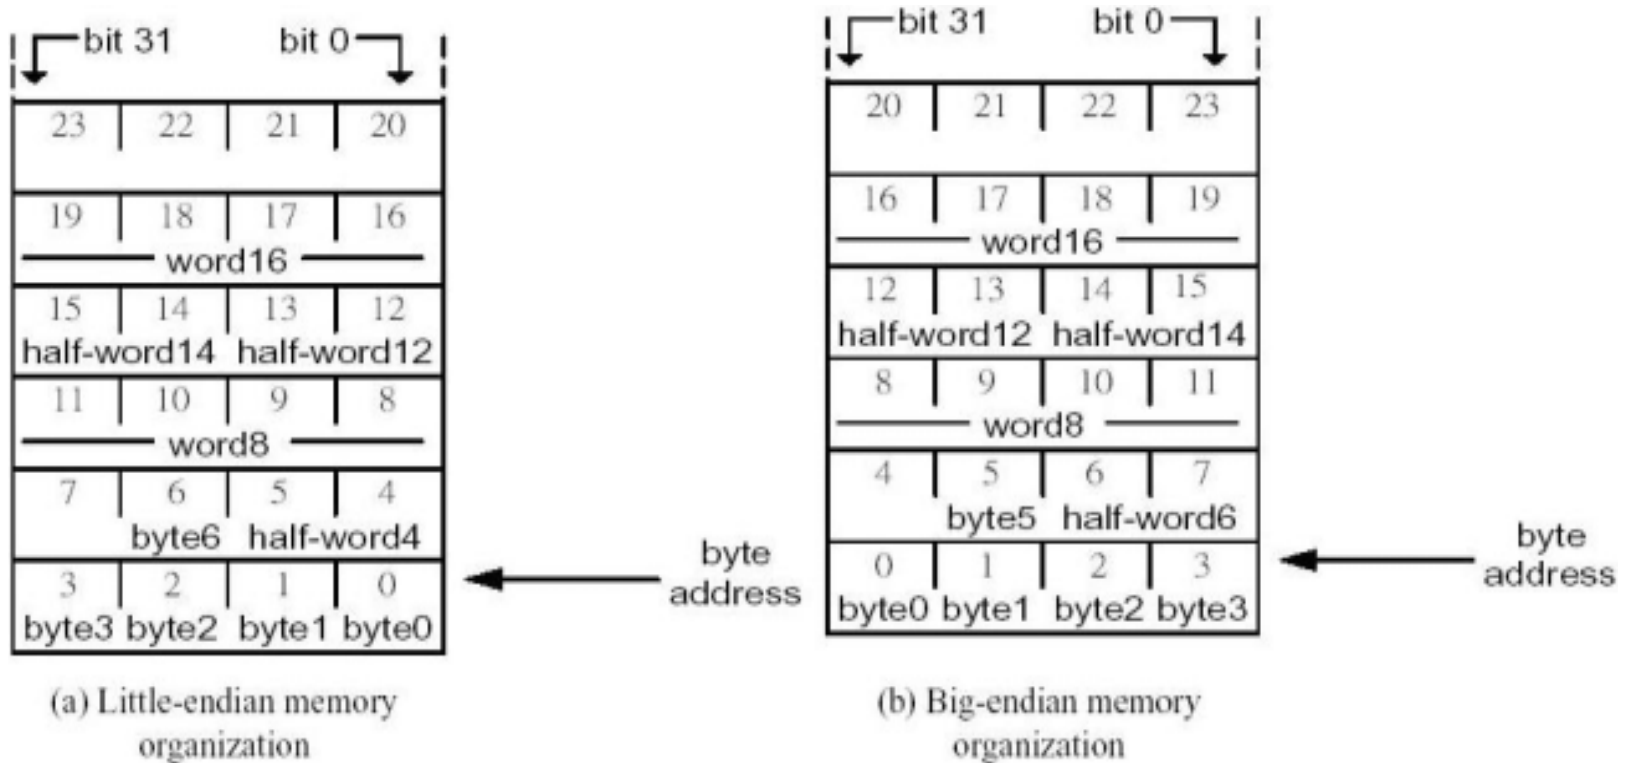 bit 31 bit 0
23 22 21 20
19 18 17 16
word16
15 14 13 12
half-word14 half-word12
11 10 9 8
word8
7 6 5 4
byte6 half-word4
3 2 1 0
byte3 byte2 byte1 byte0
byte
address
(a) Little-endian memory
organization
bit 31 bit 0
20 21 22 23
16 17 18 19
word16
12 13 14 15
half-word12 half-word14
8 9 10 11
word8
4 5 6 7
byte5 half-word6
0 1 2 3
byte0 byte1 byte2 byte3
byte
address
(b) Big-endian memory
organization